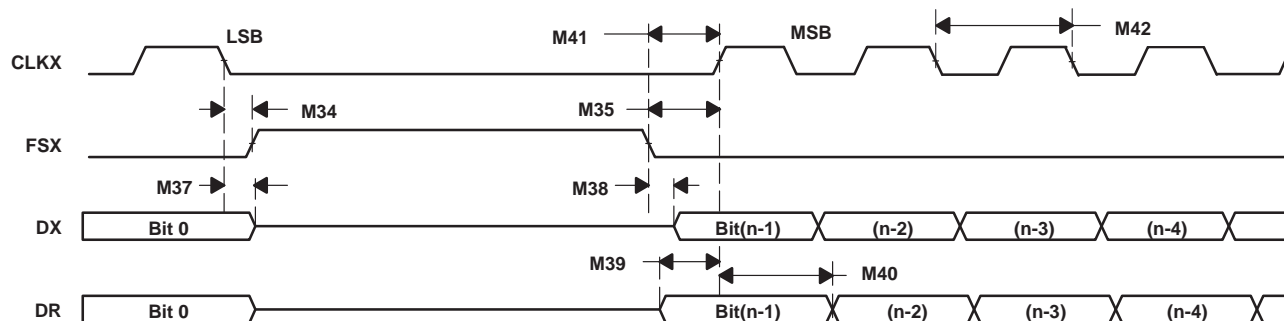 LSB
M41
MSB
M42
CLKX
M34
M35
FSX
M37
M38
DX
Bit 0
Bit(n-1)
(n-2)
(n-3)
(n-4)
M39
M40
DR
Bit 0
Bit(n-1)
(n-2)
(n-3)
(n-4)